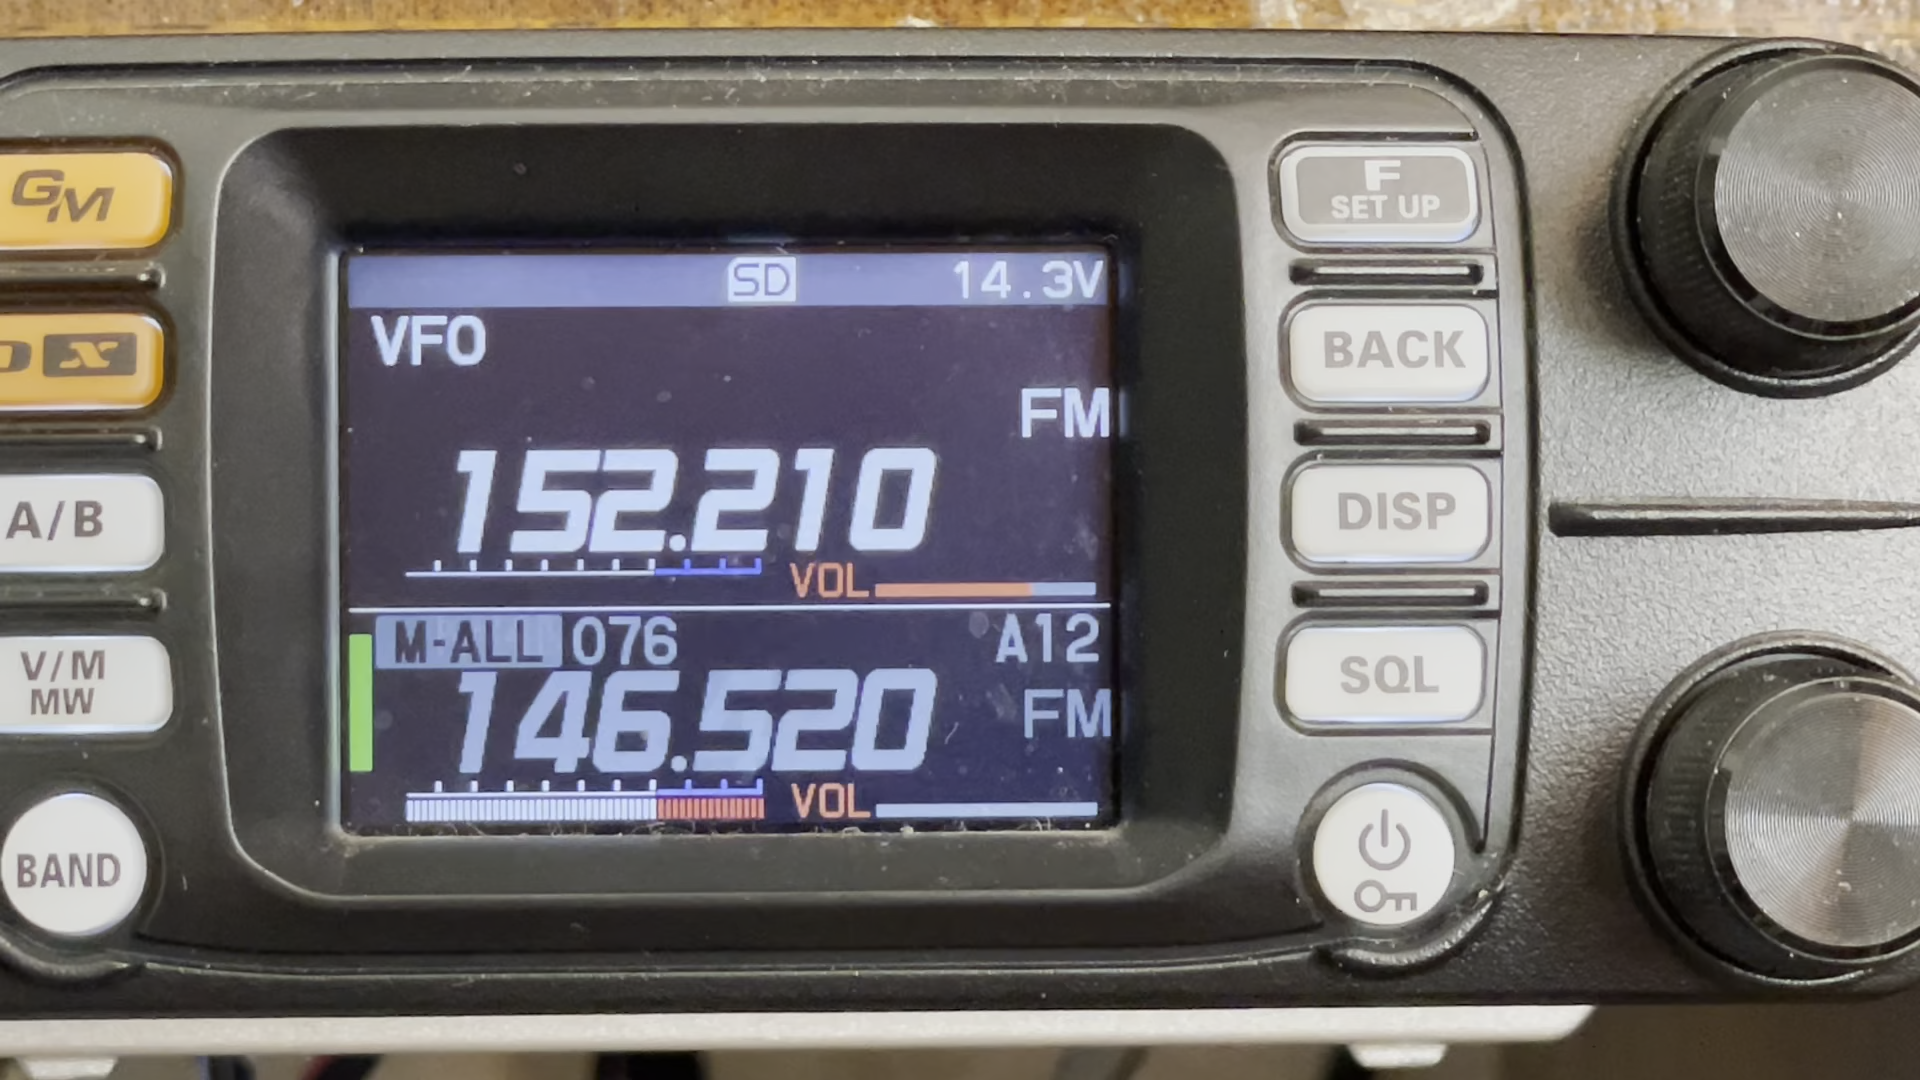 GM
SD
14.3V
F
SET UP
VFO
BACK
D X
FM
152.210
A/B
DISP
VOL
M-ALL 076
A12
V/M
MW
SQL
146.520
FM
VOL
BAND